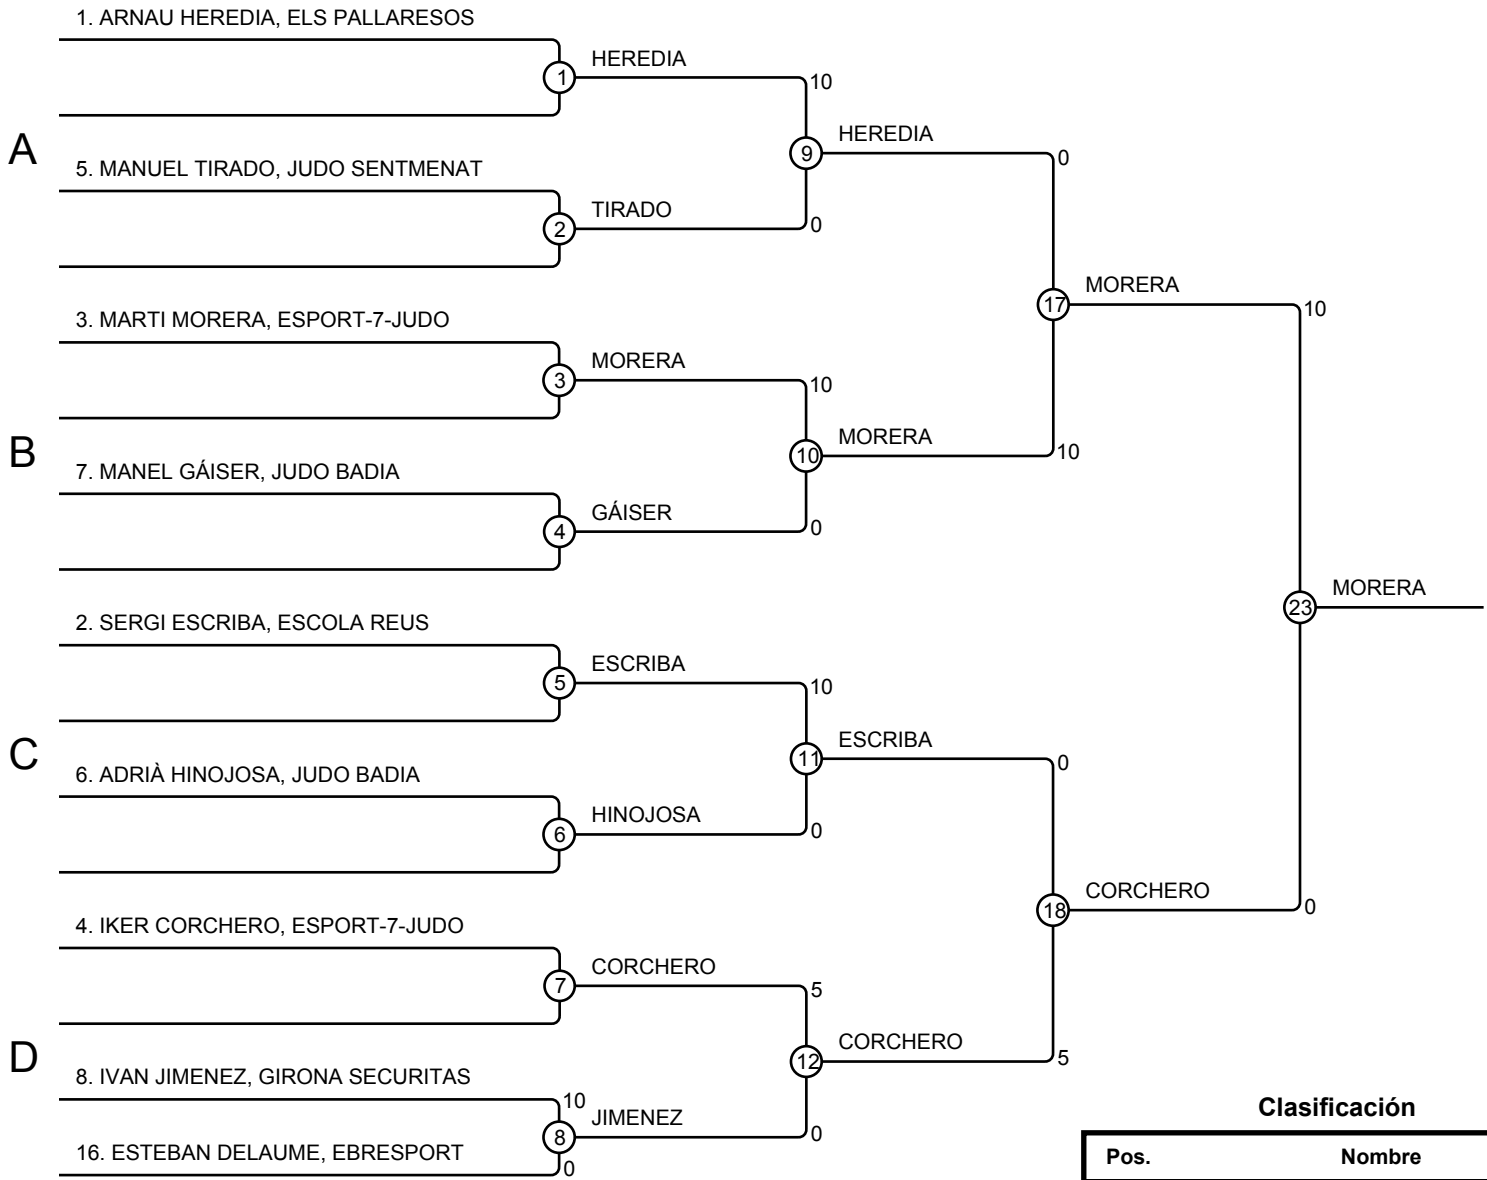 1. ARNAU HEREDIA, ELS PALLARESOS
HEREDIA
1
10
A
HEREDIA
9
0
5. MANUEL TIRADO, JUDO SENTMENAT
TIRADO
2
0
MORERA
17
10
3. MARTI MORERA, ESPORT-7-JUDO
MORERA
3
10
B
MORERA
10
10
7. MANEL GÁISER, JUDO BADIA
GÁISER
4
0
MORERA
23
2. SERGI ESCRIBA, ESCOLA REUS
ESCRIBA
5
10
C
ESCRIBA
11
0
6. ADRIÀ HINOJOSA, JUDO BADIA
HINOJOSA
6
0
CORCHERO
18
0
4. IKER CORCHERO, ESPORT-7-JUDO
CORCHERO
7
5
D
CORCHERO
12
5
8. IVAN JIMENEZ, GIRONA SECURITAS
10
JIMENEZ
8
0
16. ESTEBAN DELAUME, EBRESPORT
0
Clasificación
Pos. Nombre